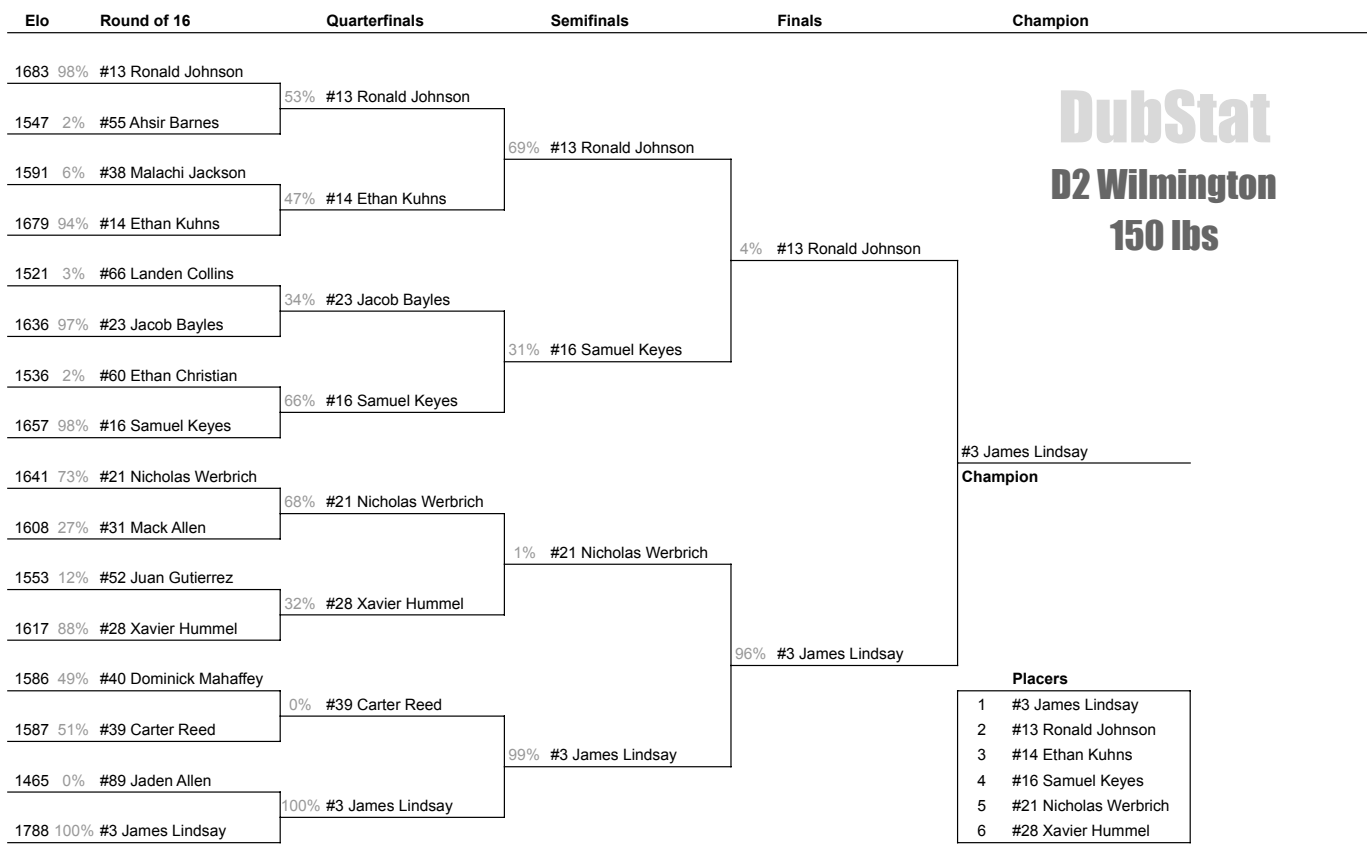 Elo Round of 16 Quarterfinals Semifinals Finals Champion
1683 98% #13 Ronald Johnson
53% #13 Ronald Johnson
1547 2% #55 Ahsir Barnes
DubStat
69% #13 Ronald Johnson
1591 6% #38 Malachi Jackson
D2 Wilmington
47% #14 Ethan Kuhns
1679 94% #14 Ethan Kuhns
150 lbs
4% #13 Ronald Johnson
1521 3% #66 Landen Collins
34% #23 Jacob Bayles
1636 97% #23 Jacob Bayles
31% #16 Samuel Keyes
1536 2% #60 Ethan Christian
66% #16 Samuel Keyes
1657 98% #16 Samuel Keyes
#3 James Lindsay
1641 73% #21 Nicholas Werbrich
Champion
68% #21 Nicholas Werbrich
1608 27% #31 Mack Allen
1% #21 Nicholas Werbrich
1553 12% #52 Juan Gutierrez
32% #28 Xavier Hummel
1617 88% #28 Xavier Hummel
96% #3 James Lindsay
1586 49% #40 Dominick Mahaffey
0% #39 Carter Reed
1587 51% #39 Carter Reed
99% #3 James Lindsay
1465 0% #89 Jaden Allen
100% #3 James Lindsay
1788 100% #3 James Lindsay
Placers
1 #3 James Lindsay
2 #13 Ronald Johnson
3 #14 Ethan Kuhns
4 #16 Samuel Keyes
5 #21 Nicholas Werbrich
6 #28 Xavier Hummel